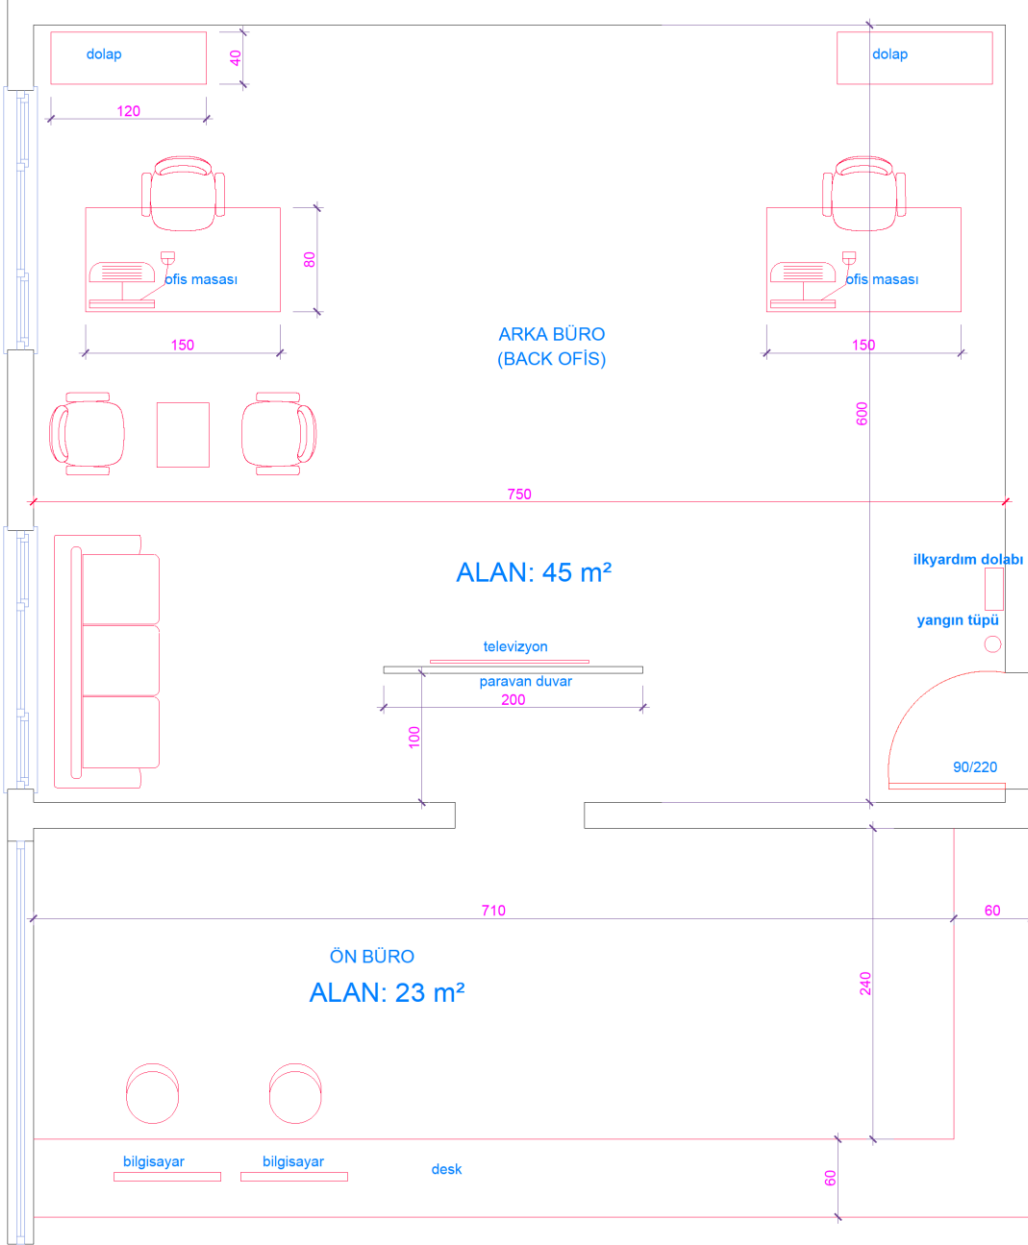 dolap
40
dolap
120
80
ofis masası
ofis masası
150
ARKA BÜRO
(BACK OFİS)
150
600
750
ilkyardım dolabı
ALAN: 45 m²
yangın tüpü
televizyon
paravan duvar
200
100
90/220
710
60
ÖN BÜRO
ALAN: 23 m²
240
bilgisayar
bilgisayar
desk
60